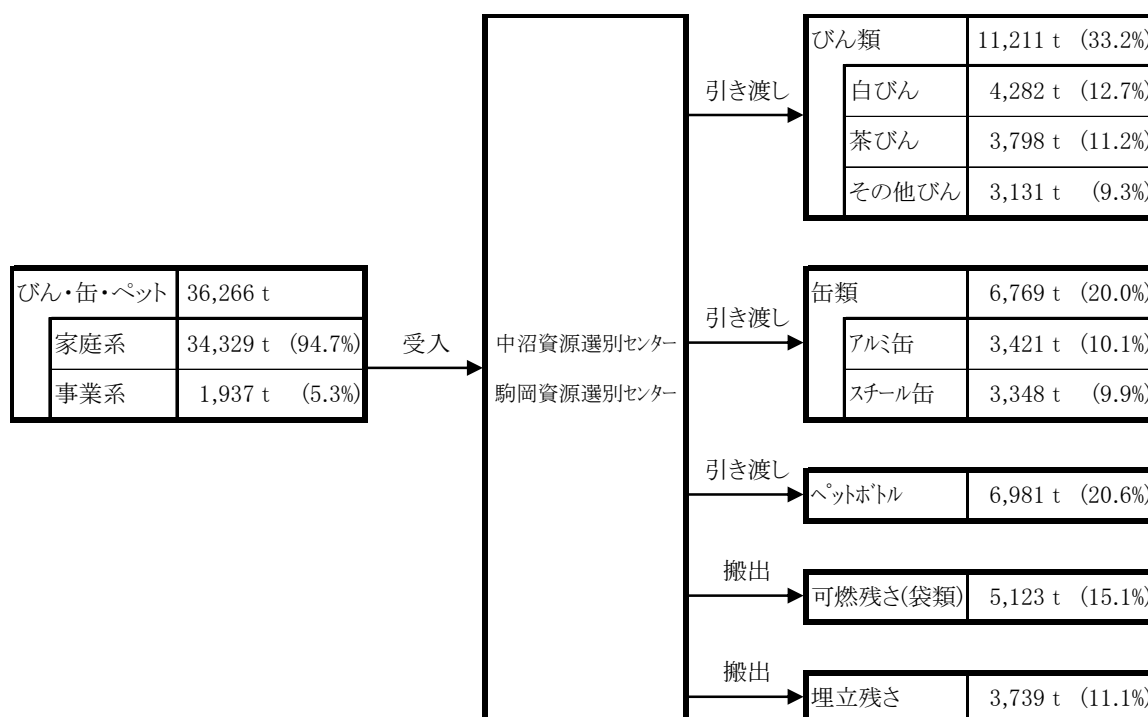 びん・缶・ペット 36,266 t
家庭系 34,329 t (94.7%)
事業系 1,937 t (5.3%)
受入
中沼資源選別センター
駒岡資源選別センター
引き渡し
びん類 11,211 t (33.2%)
白びん 4,282 t (12.7%)
茶びん 3,798 t (11.2%)
その他びん 3,131 t (9.3%)
引き渡し
缶類 6,769 t (20.0%)
アルミ缶 3,421 t (10.1%)
スチール缶 3,348 t (9.9%)
引き渡し
ペットボトル 6,981 t (20.6%)
搬出
可燃残さ(袋類) 5,123 t (15.1%)
搬出
埋立残さ 3,739 t (11.1%)